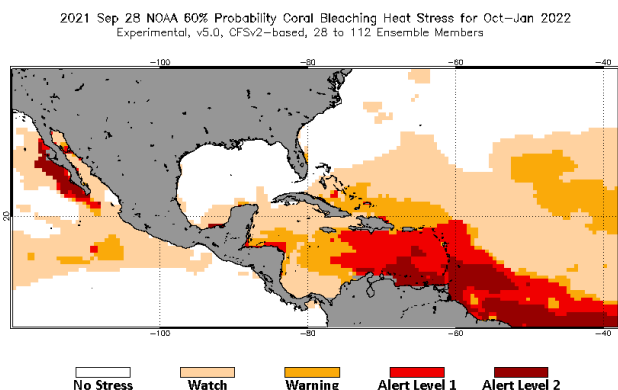 2021 Sep 28 NOAA 60% Probability Coral Bleaching Heat Stress for Oct-Jan 2022
Experimental, v5.0, CFSv2-based, 28 to 112 Ensemble Members
-100 -80 -60 -40
20
-100 -80 -60 -40
No Stress Watch Warning Alert Level 1 Alert Level 2